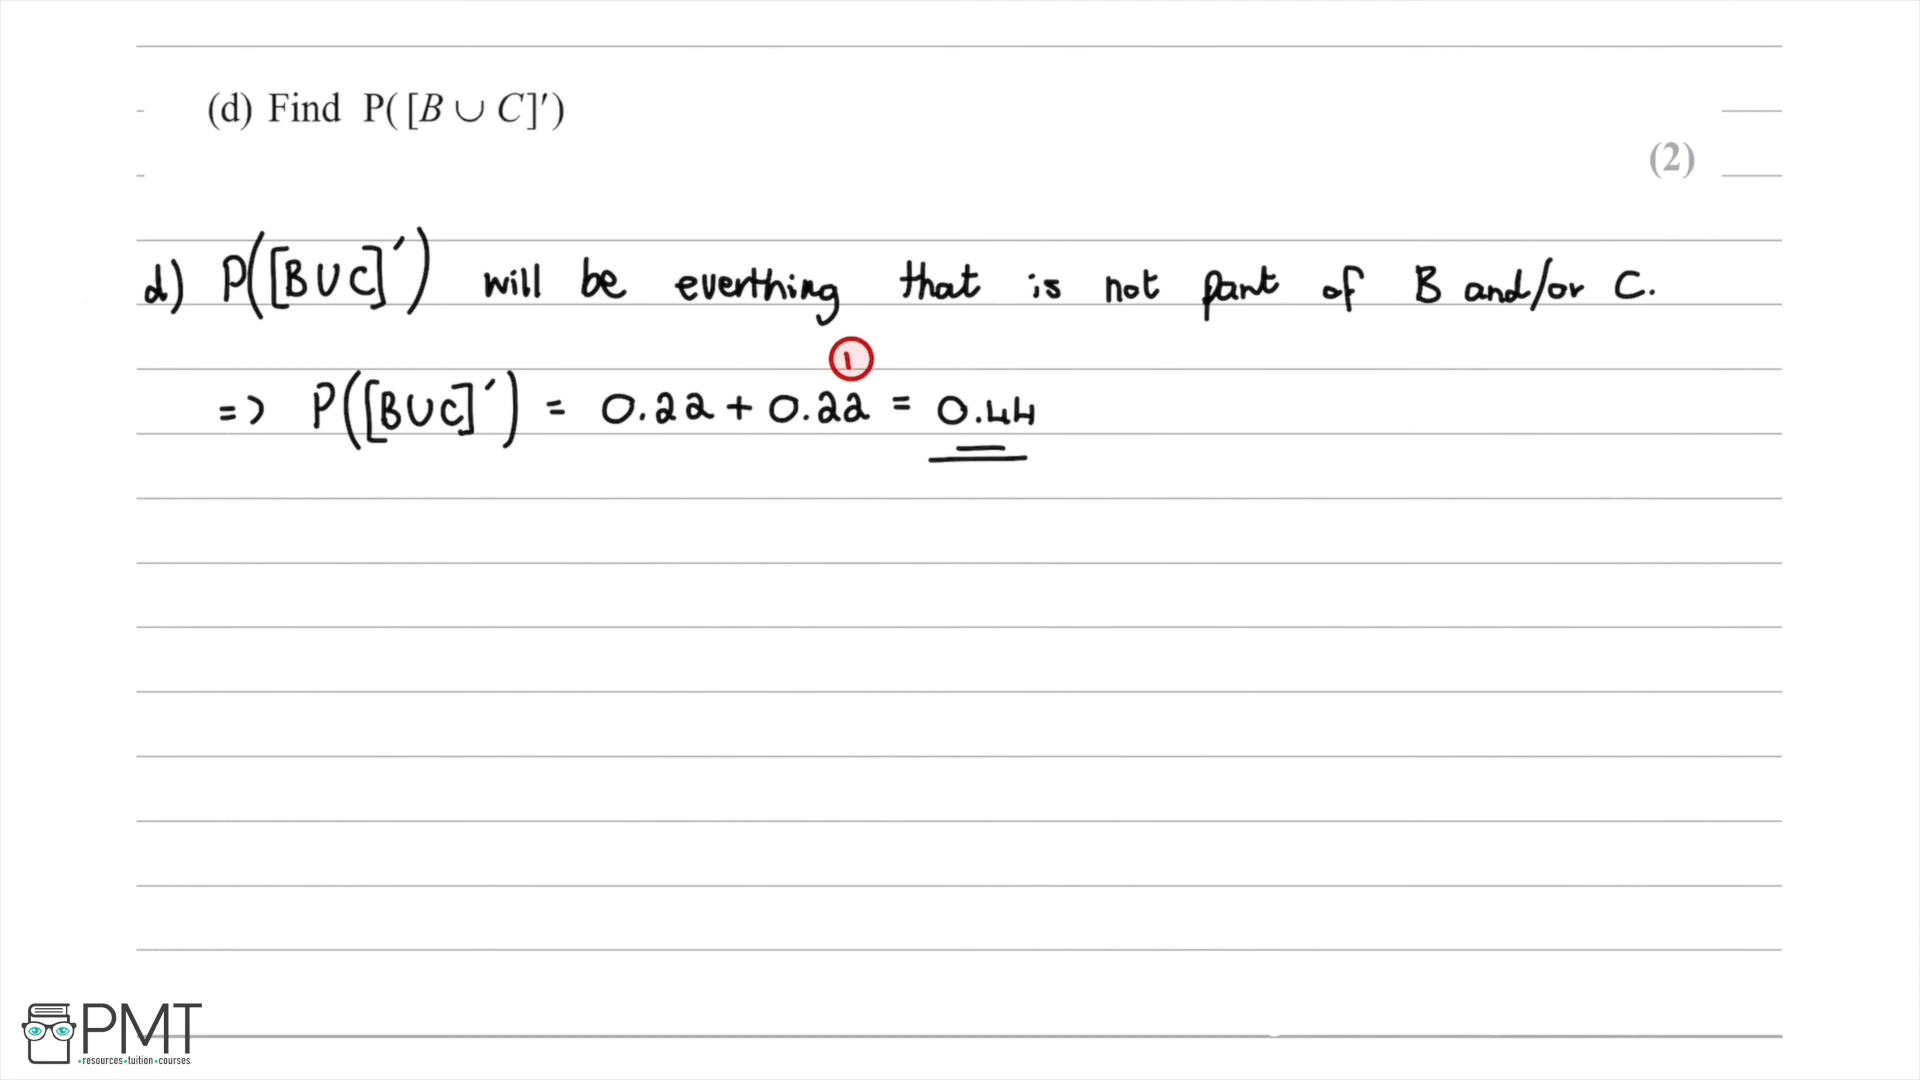 (d) Find P([B ∪ C]′)
(2)
d) P([B∪C]′) will be everthing that is not part of B and/or C.
1
=> P([B∪C]′) = 0.22 + 0.22 = 0.44
PMT
•resources•tuition•courses